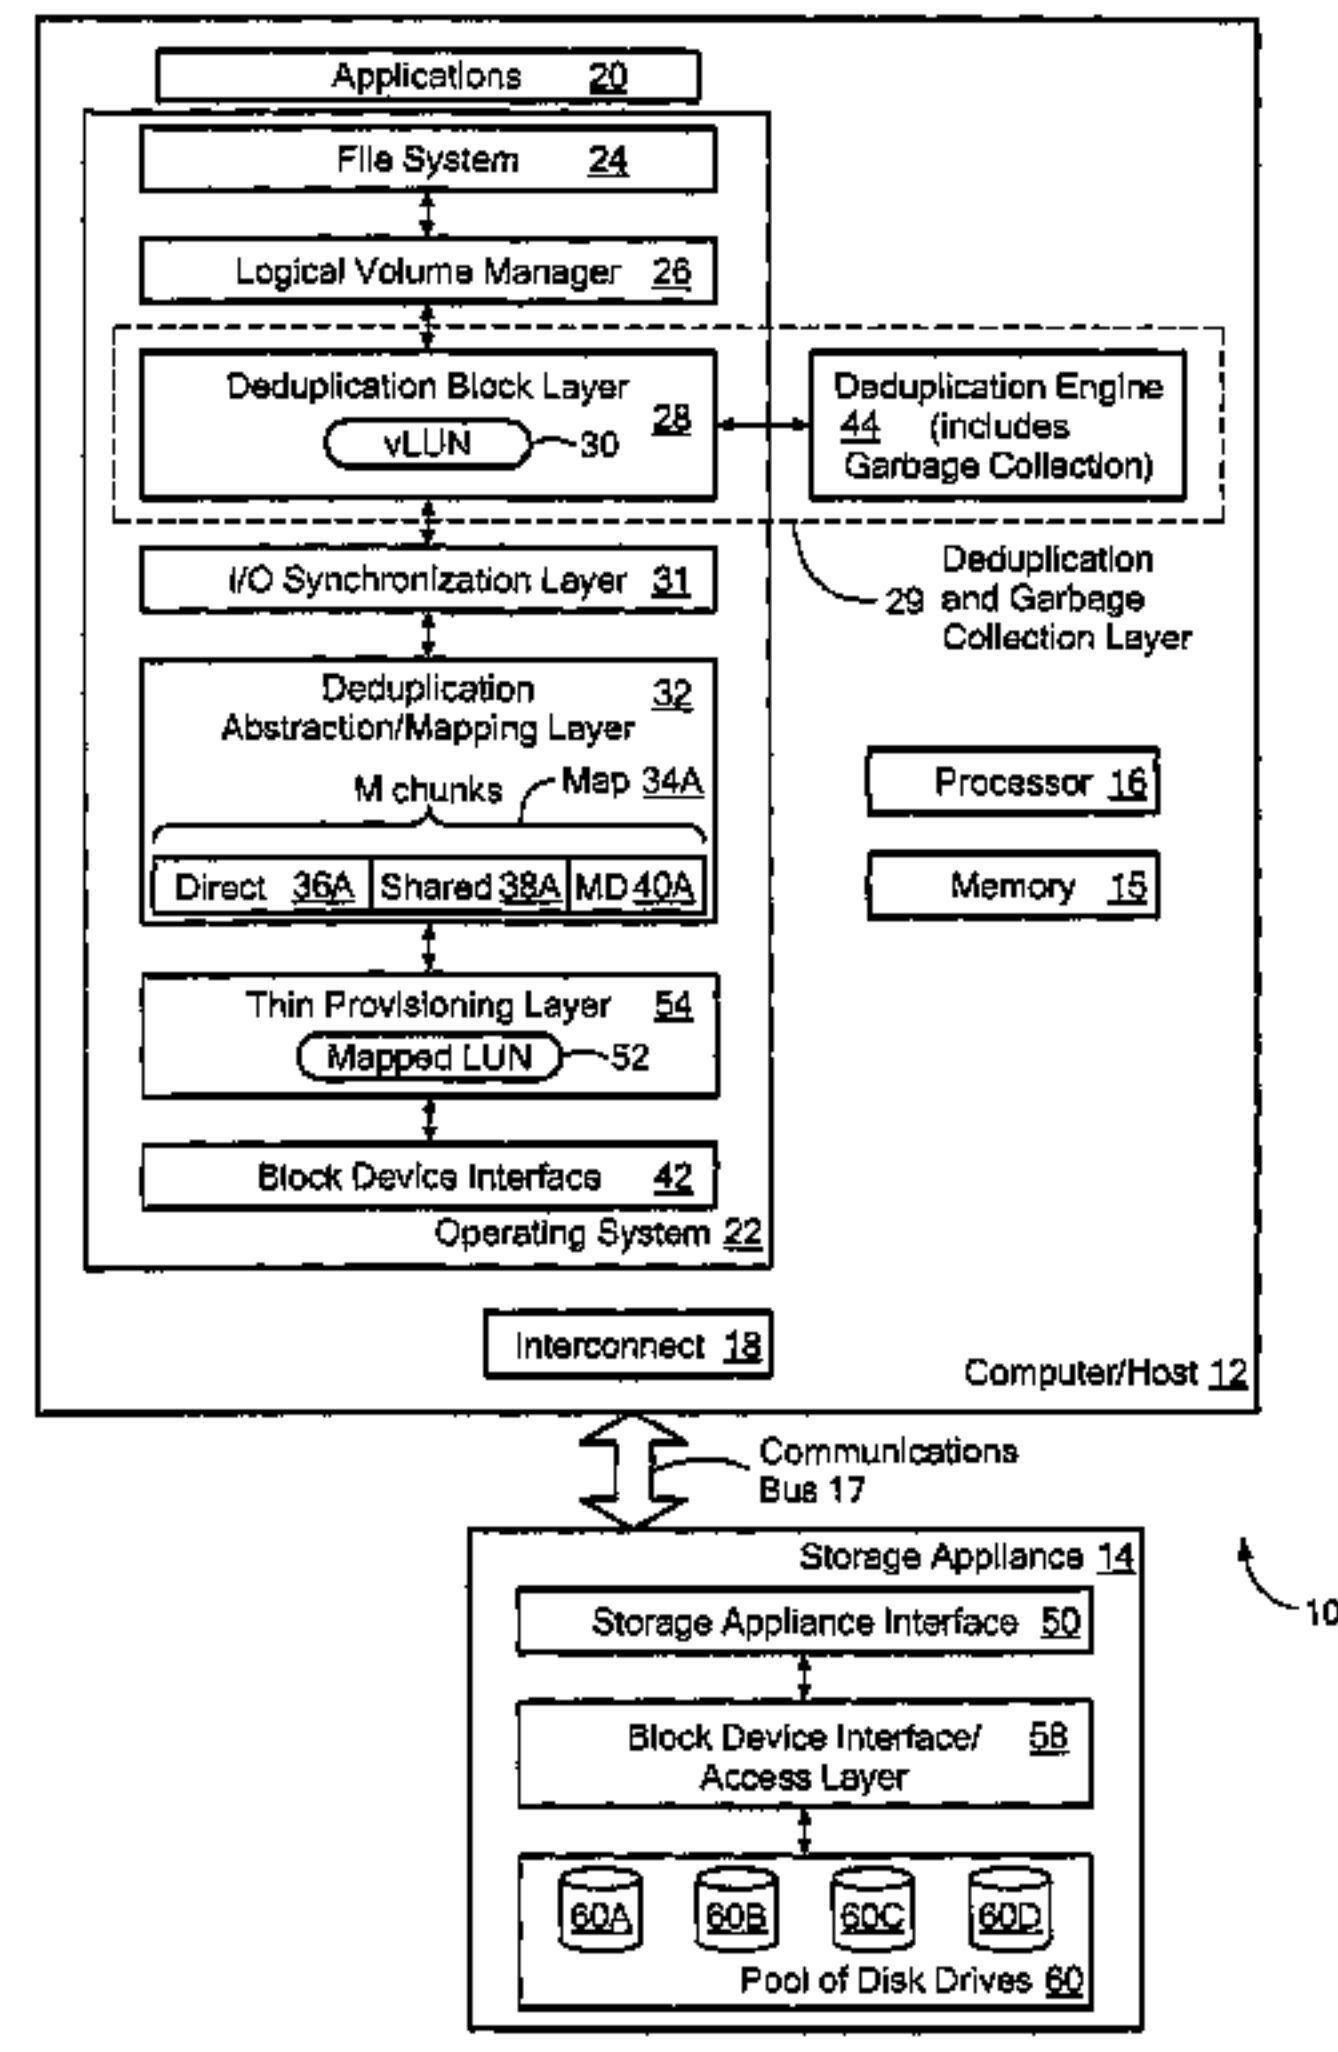 Applications 20
File System 24
Logical Volume Manager 26
Deduplication Block Layer
28
vLUN 30
Deduplication Engine
44 (includes
Garbage Collection)
I/O Synchronization Layer 31
29
Deduplication
and Garbage
Collection Layer
Deduplication 32
Abstraction/Mapping Layer
M chunks Map 34A
Direct 36A Shared 38A MD 40A
Processor 16
Memory 15
Thin Provisioning Layer 54
Mapped LUN 52
Block Device Interface 42
Operating System 22
Interconnect 18
Computer/Host 12
Communications
Bus 17
Storage Appliance 14
10
Storage Appliance Interface 50
Block Device Interface/ 58
Access Layer
60A 60B 60C 60D
Pool of Disk Drives 60